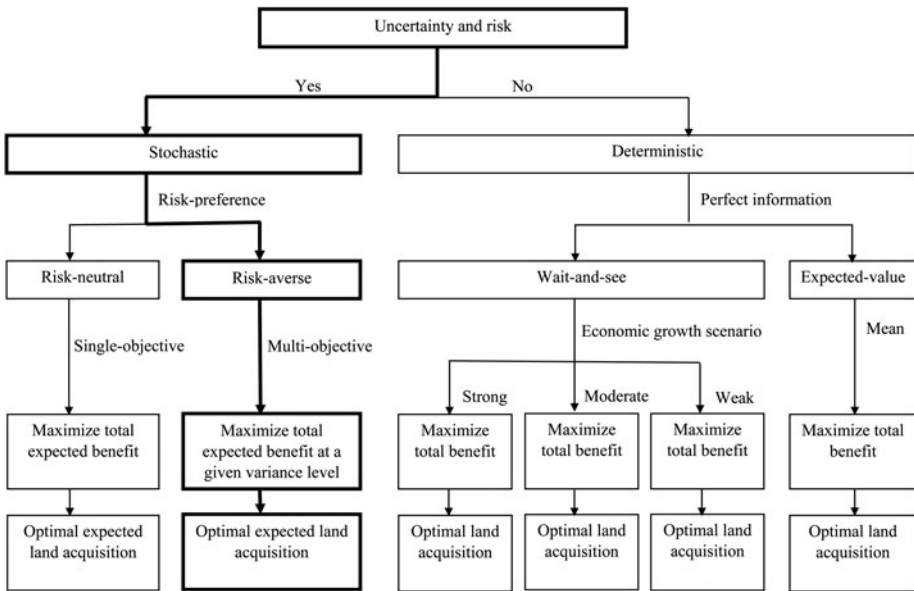 Uncertainty and risk
Yes
No
Stochastic
Deterministic
Risk-preference
Perfect information
Risk-neutral
Risk-averse
Wait-and-see
Expected-value
Single-objective
Multi-objective
Economic growth scenario
Mean
Strong
Moderate
Weak
Maximize total
expected benefit
Maximize total
expected benefit at a
given variance level
Maximize total
total benefit
Maximize total
total benefit
Maximize total
total benefit
Maximize total
benefit
Optimal expected
land acquisition
Optimal expected land
acquisition
Optimal land
acquisition
Optimal land
acquisition
Optimal land
acquisition
Optimal land
acquisition